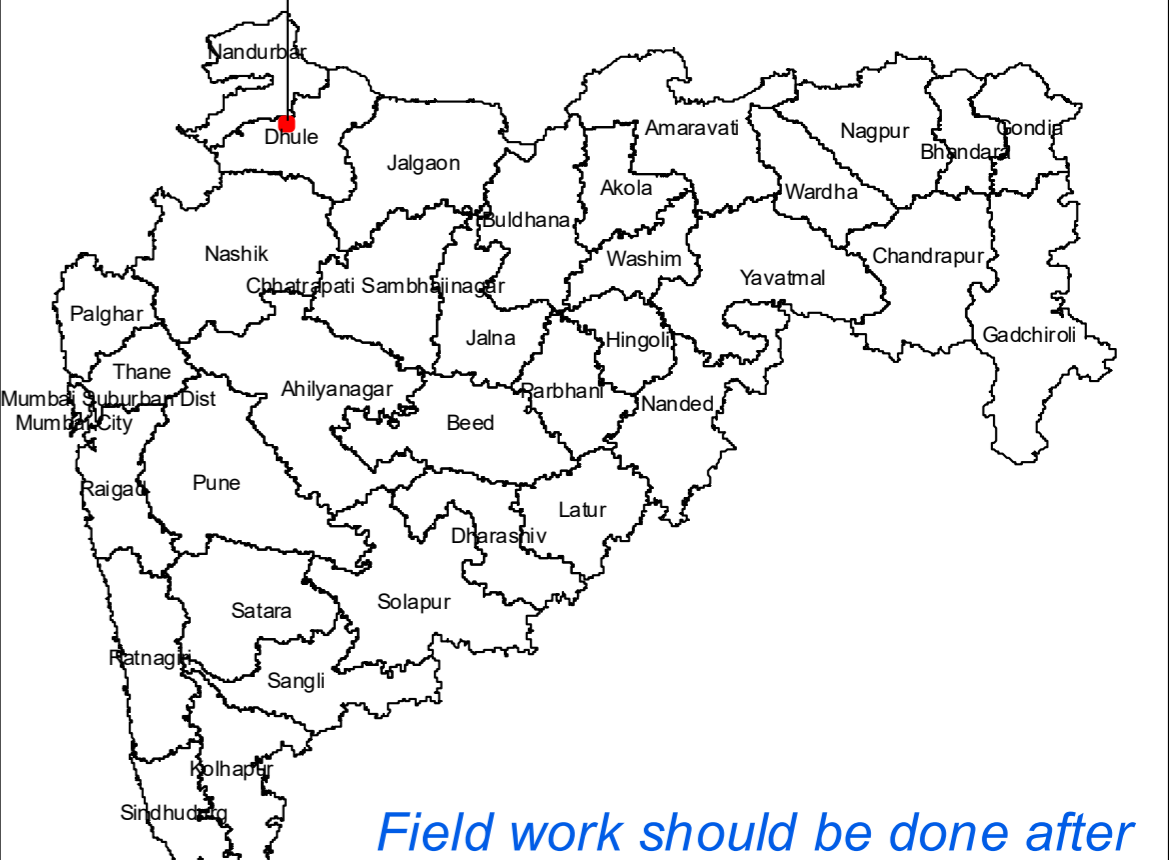 Nandurbar
Dhule
Jalgaon
Amaravati
Nagpur
Gondia
Bhandara
Akola
Wardha
Buldhana
Nashik
Washim
Chandrapur
Yavatmal
Chhatrapati Sambhajinagar
Palghar
Jalna
Hingoli
Gadchiroli
Thane
Ahilyanagar
Parbhani
Mumbai Suburban Dist
Nanded
Mumbai City
Beed
Raigad
Pune
Latur
Dharashiv
Satara
Solapur
Ratnagiri
Sangli
Kolhapur
Sindhudurg
Field work should be done after